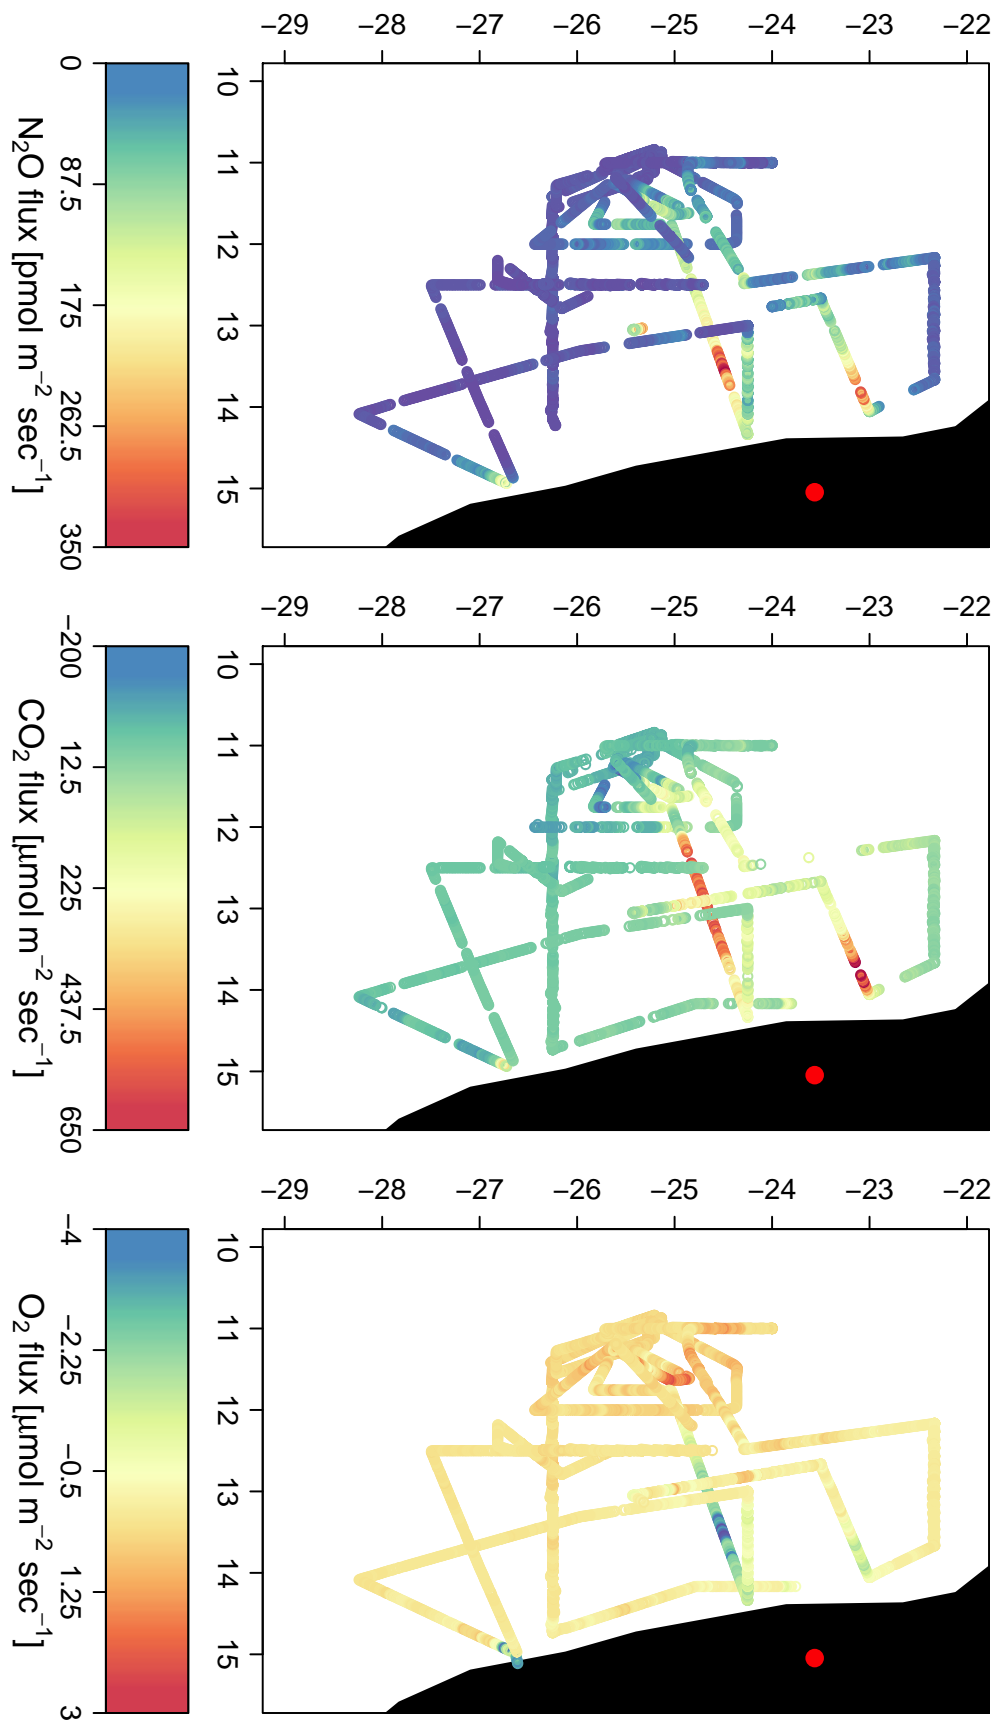 −29 −28 −27 −26 −25 −24 −23 −22
10 11 12 13 14 15
0 87.5 175 262.5 350
N₂O flux [pmol m⁻² sec⁻¹]
−29 −28 −27 −26 −25 −24 −23 −22
10 11 12 13 14 15
−200 12.5 225 437.5 650
CO₂ flux [μmol m⁻² sec⁻¹]
−29 −28 −27 −26 −25 −24 −23 −22
10 11 12 13 14 15
−4 −2.25 −0.5 1.25 3
O₂ flux [μmol m⁻² sec⁻¹]